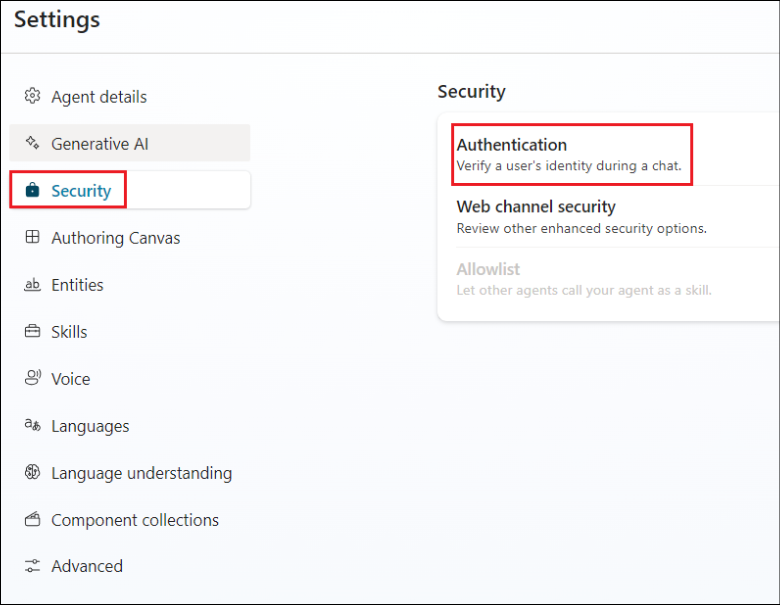 Settings
Agent details
Generative AI
Security
Authoring Canvas
Entities
Skills
Voice
Languages
Language understanding
Component collections
Advanced
Security
Authentication
Verify a user's identity during a chat.
Web channel security
Review other enhanced security options.
Allowlist
Let other agents call your agent as a skill.